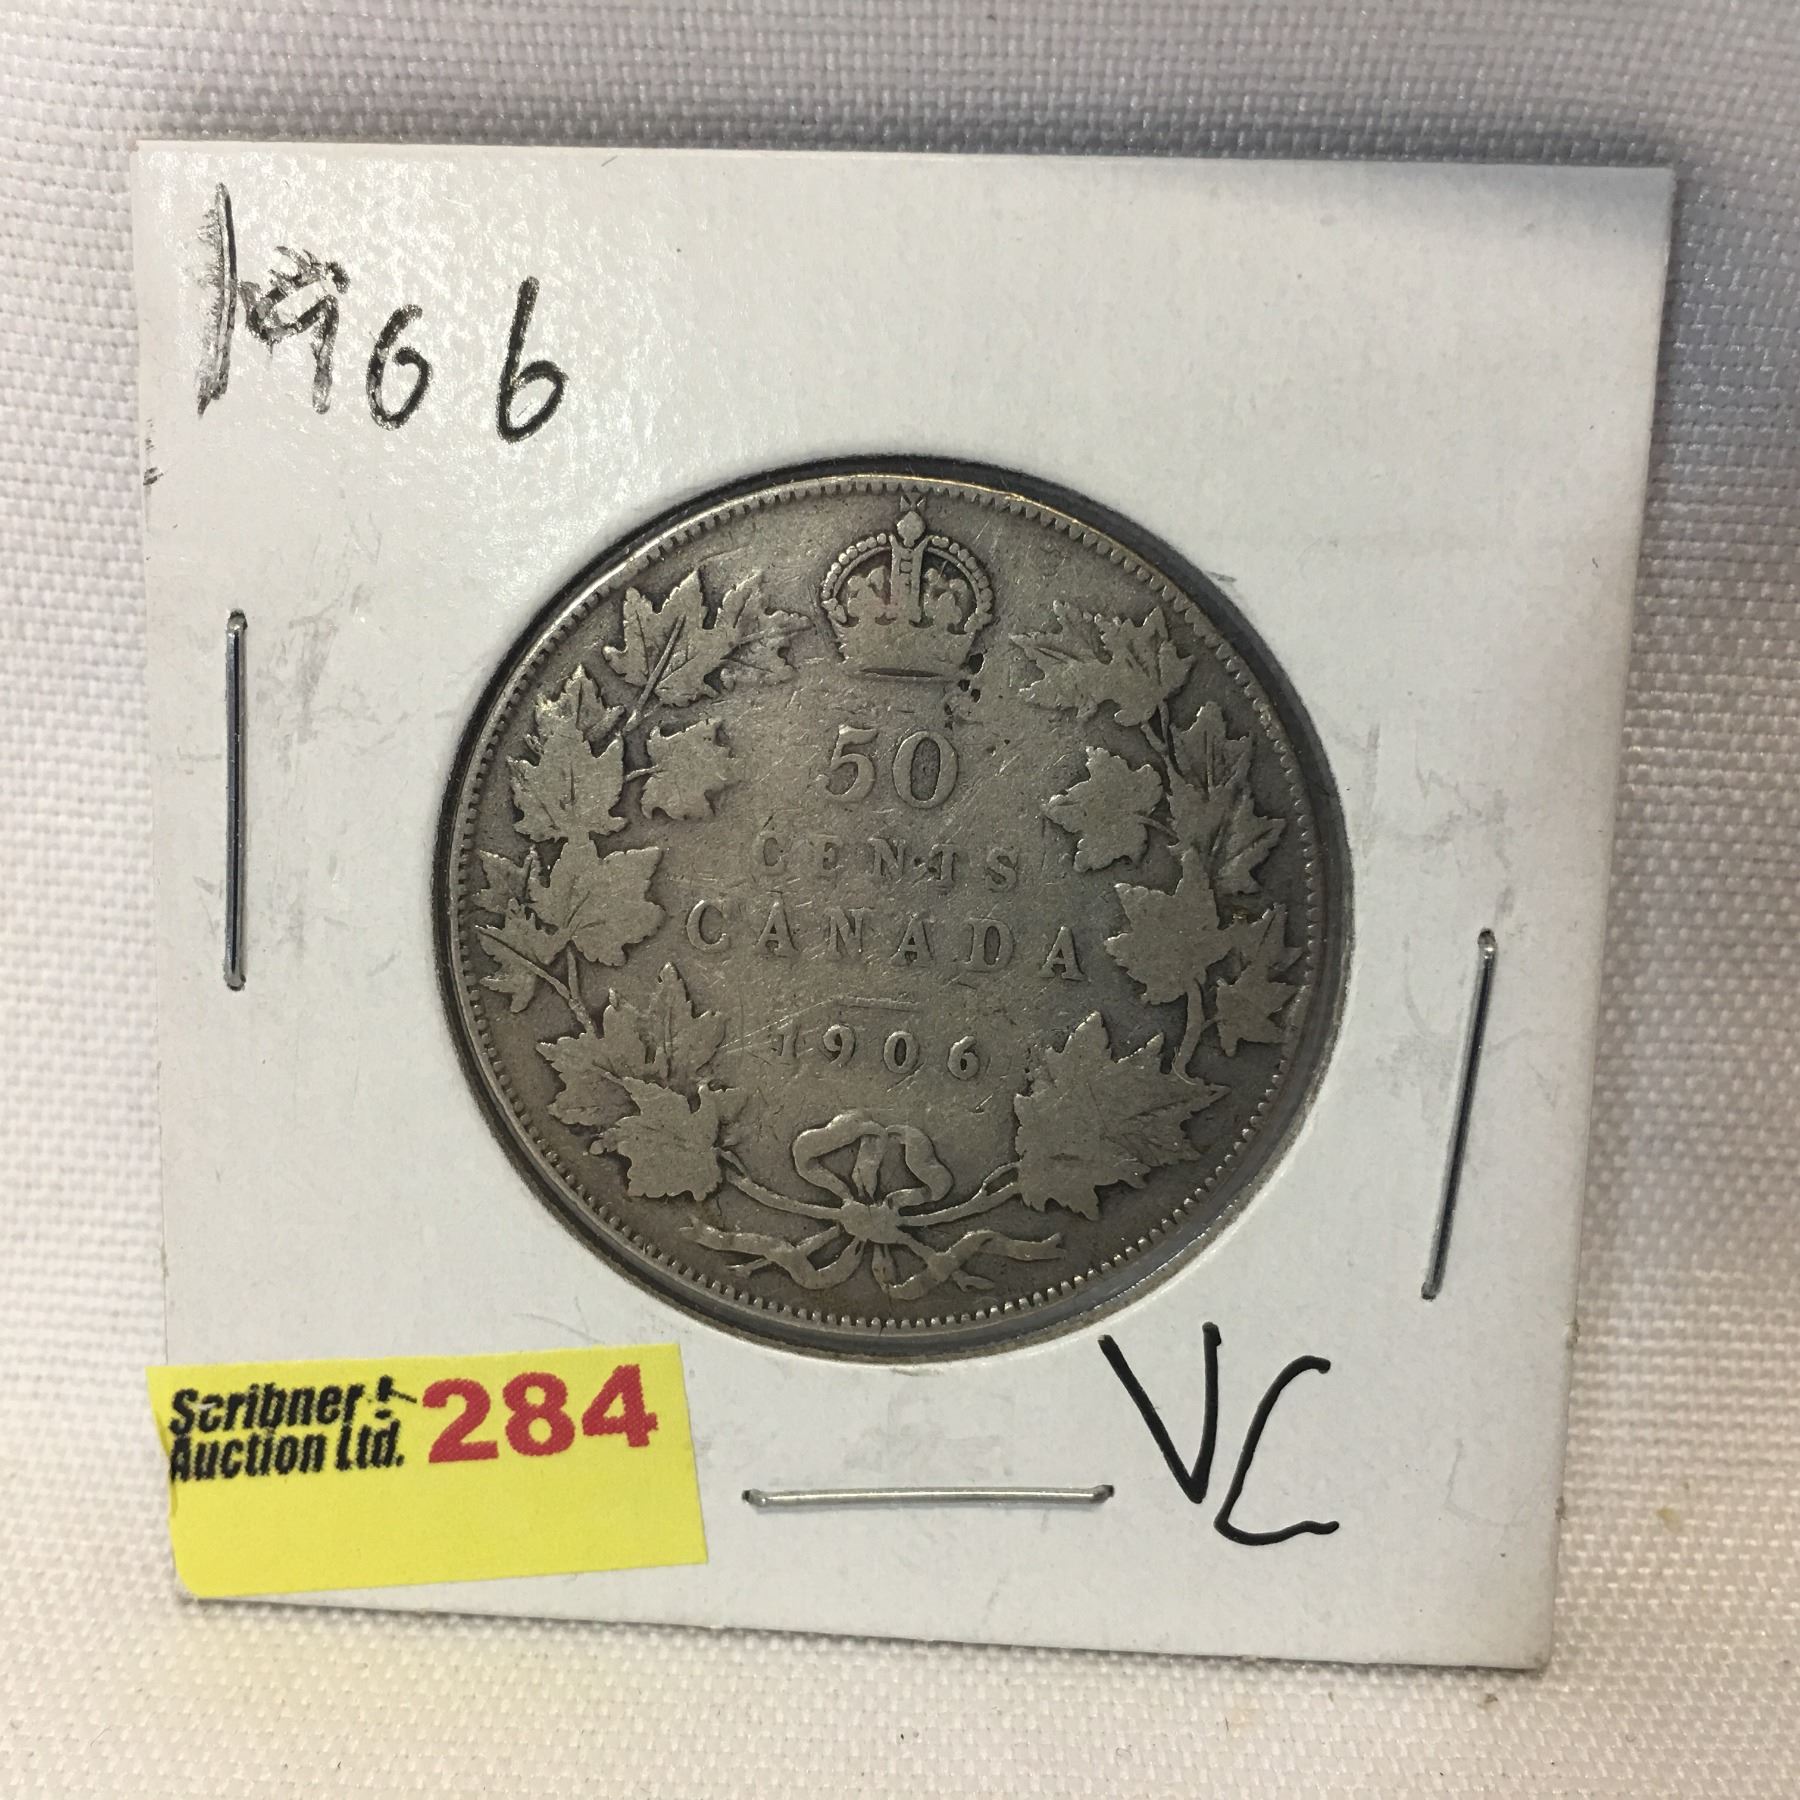 1906
50
CENTS
CANADA
1906
Scribner
Auction Ltd.
284
VG